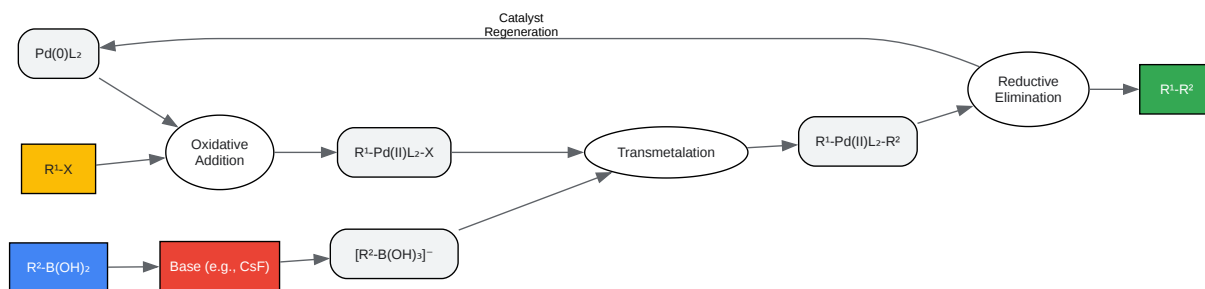 Catalyst
Regeneration
Pd(0)L₂
Reductive
Elimination
R¹-R²
Oxidative
Addition
R¹-X
R¹-Pd(II)L₂-X
Transmetalation
R¹-Pd(II)L₂-R²
R²-B(OH)₂
Base (e.g., CsF)
[R²-B(OH)₃]⁻